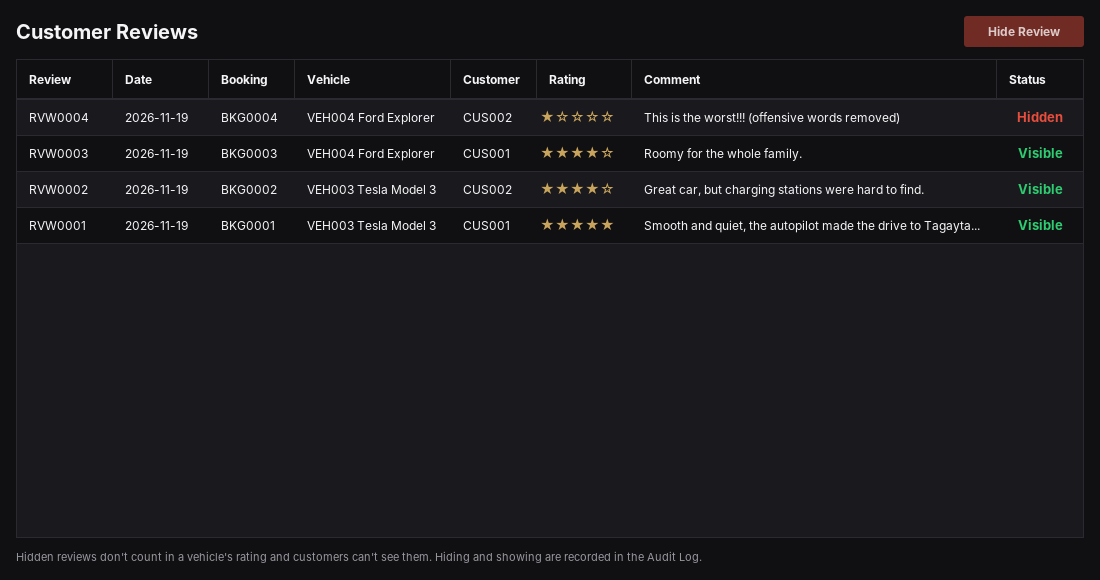 Customer Reviews
Hide Review
Review Date Booking Vehicle Customer Rating Comment Status
RVW0004 2026-11-19 BKG0004 VEH004 Ford Explorer CUS002 ★☆☆☆☆ This is the worst!!! (offensive words removed) Hidden
RVW0003 2026-11-19 BKG0003 VEH004 Ford Explorer CUS001 ★★★★☆ Roomy for the whole family. Visible
RVW0002 2026-11-19 BKG0002 VEH003 Tesla Model 3 CUS002 ★★★★☆ Great car, but charging stations were hard to find. Visible
RVW0001 2026-11-19 BKG0001 VEH003 Tesla Model 3 CUS001 ★★★★★ Smooth and quiet, the autopilot made the drive to Tagayta... Visible
Hidden reviews don't count in a vehicle's rating and customers can't see them. Hiding and showing are recorded in the Audit Log.